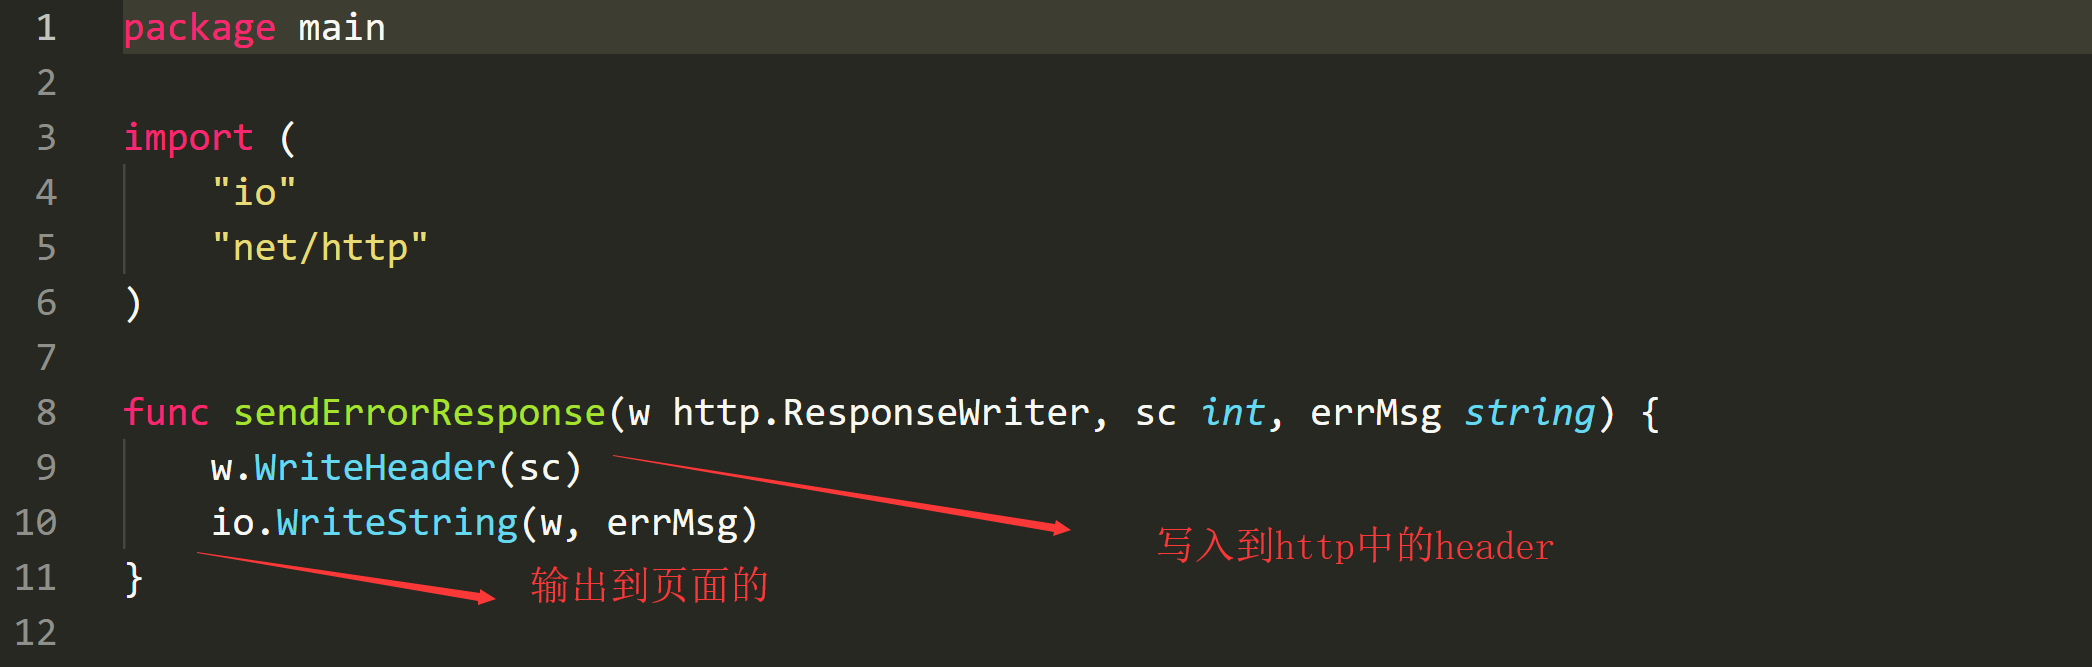 1 package main
2
3 import (
4 "io"
5 "net/http"
6 )
7
8 func sendErrorResponse(w http.ResponseWriter, sc int, errMsg string) {
9 w.WriteHeader(sc)
10 io.WriteString(w, errMsg)
写入到http中的header
11 }
输出到页面的
12